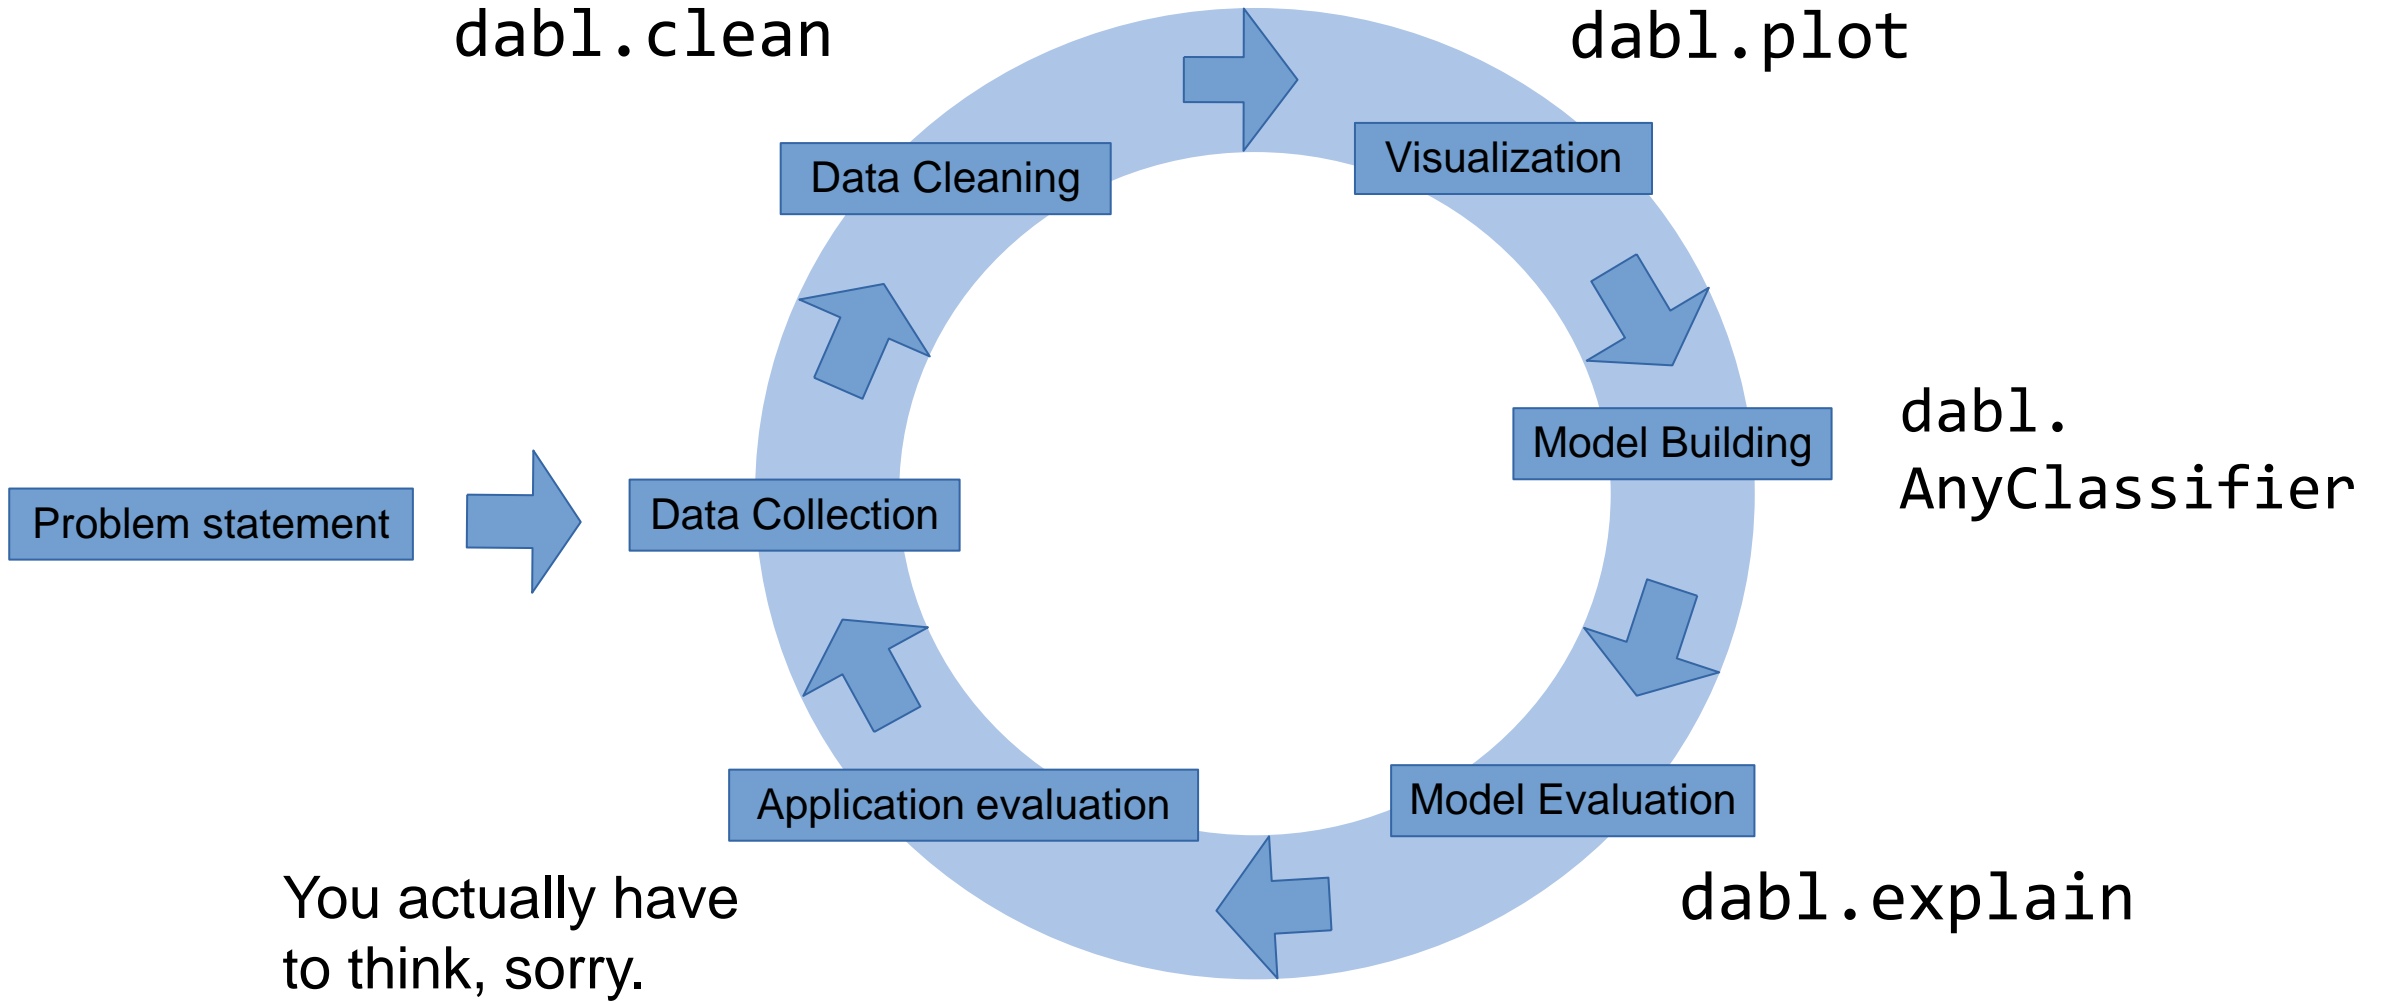 dabl.clean
dabl.plot
Data Cleaning
Visualization
dabl.
AnyClassifier
Model Building
Problem statement
Data Collection
Application evaluation
Model Evaluation
You actually have
to think, sorry.
dabl.explain